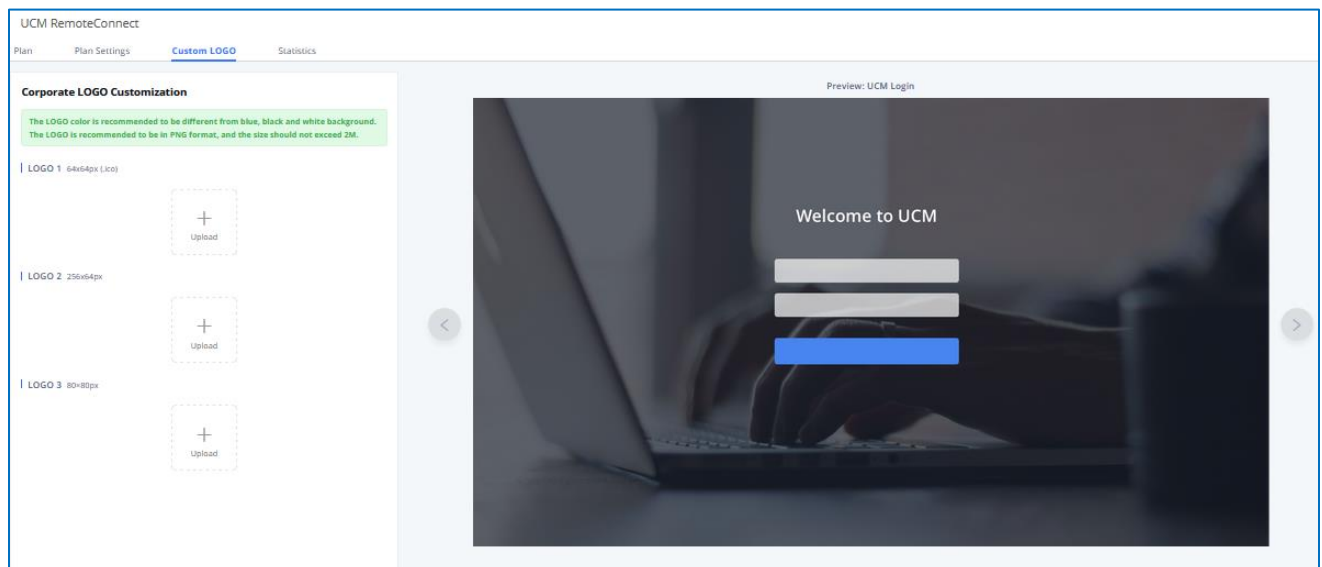 UCM RemoteConnect
Plan Plan Settings Custom LOGO Statistics
Corporate LOGO Customization
The LOGO color is recommended to be different from blue, black and white background.
The LOGO is recommended to be in PNG format, and the size should not exceed 2M.
LOGO 1 64x64px (.ico)
+
Upload
LOGO 2 256x64px
+
Upload
LOGO 3 80×80px
+
Upload
Preview: UCM Login
Welcome to UCM
<
>